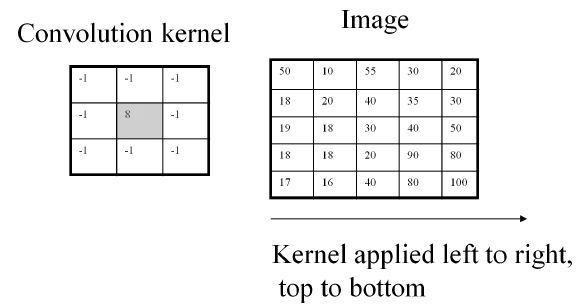 Convolution kernel
Image
-1 -1 -1
-1 8 -1
-1 -1 -1
50 10 55 30 20
18 20 40 35 30
19 18 30 40 50
18 18 20 90 80
17 16 40 80 100
Kernel applied left to right,
top to bottom